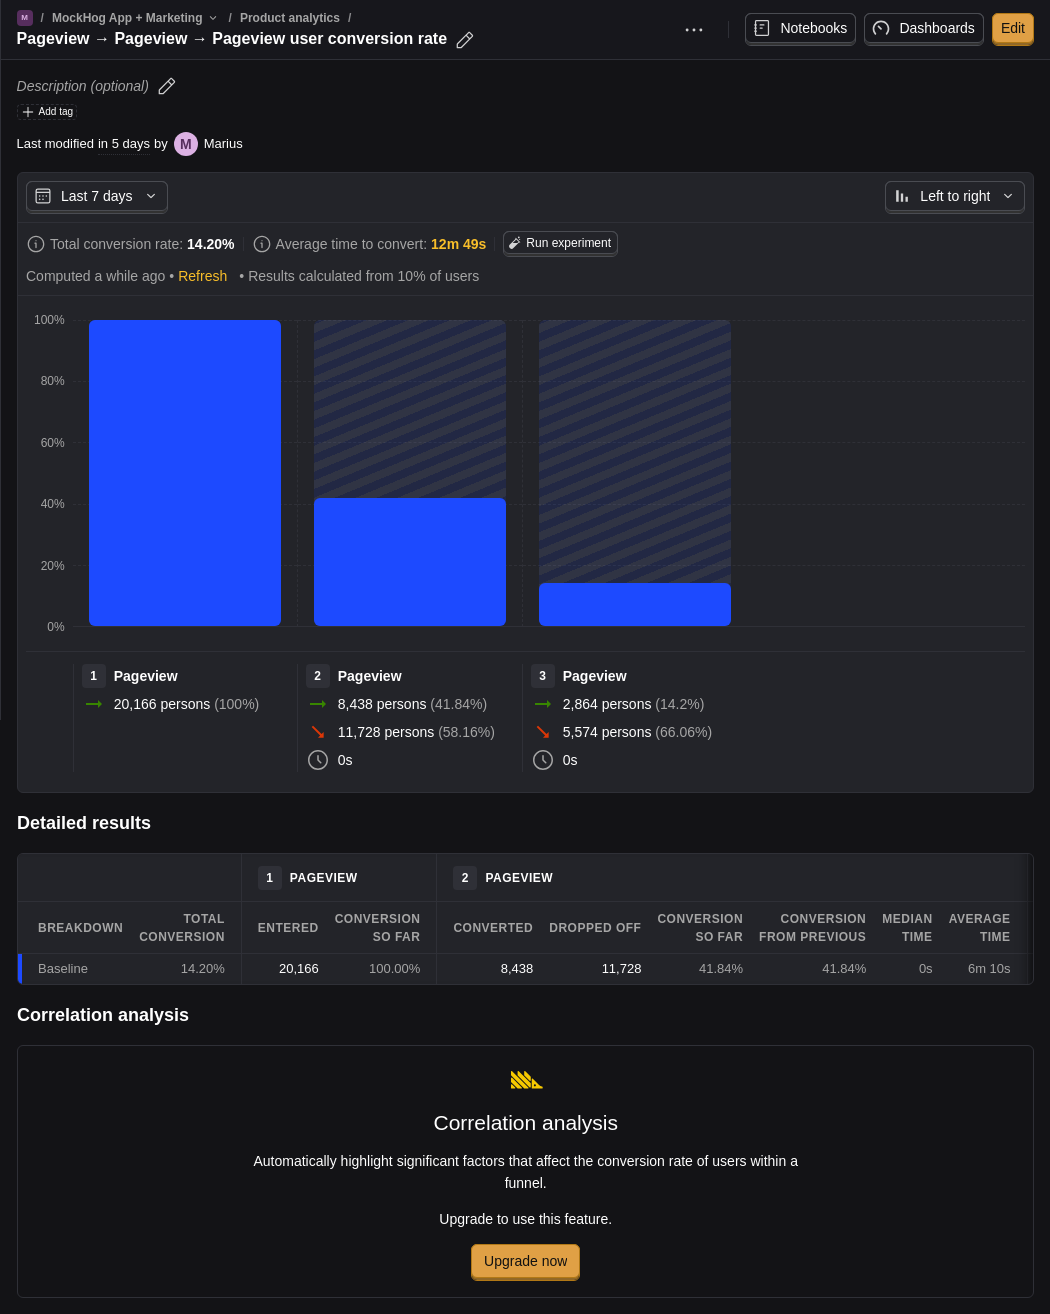 M / MockHog App + Marketing / Product analytics /
Pageview → Pageview → Pageview user conversion rate
Notebooks
Dashboards
Edit
Description (optional)
Add tag
Last modified in 5 days by M Marius
Last 7 days
Left to right
Total conversion rate: 14.20%
Average time to convert: 12m 49s
Run experiment
Computed a while ago • Refresh • Results calculated from 10% of users
100%
80%
60%
40%
20%
0%
1 Pageview
20,166 persons (100%)
2 Pageview
8,438 persons (41.84%)
11,728 persons (58.16%)
0s
3 Pageview
2,864 persons (14.2%)
5,574 persons (66.06%)
0s
Detailed results
1 PAGEVIEW
2 PAGEVIEW
BREAKDOWN
TOTAL
CONVERSION
ENTERED
CONVERSION
SO FAR
CONVERTED
DROPPED OFF
CONVERSION
SO FAR
CONVERSION
FROM PREVIOUS
MEDIAN
TIME
AVERAGE
TIME
Baseline 14.20% 20,166 100.00% 8,438 11,728 41.84% 41.84% 0s 6m 10s
Correlation analysis
Correlation analysis
Automatically highlight significant factors that affect the conversion rate of users within a
funnel.
Upgrade to use this feature.
Upgrade now